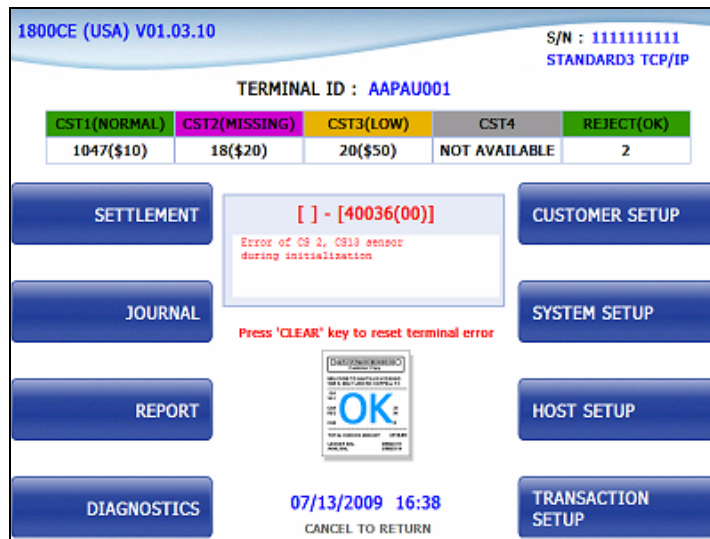 1800CE (USA) V01.03.10
S/N : 1111111111
STANDARD3 TCP/IP
TERMINAL ID : AAPAU001
CST1(NORMAL) CST2(MISSING) CST3(LOW) CST4 REJECT(OK)
1047($10) 18($20) 20($50) NOT AVAILABLE 2
SETTLEMENT
[ ] - [40036(00)]
CUSTOMER SETUP
Error of CS 2, CS13 sensor
during initialization
JOURNAL
SYSTEM SETUP
Press 'CLEAR' key to reset terminal error
OK
REPORT
HOST SETUP
DIAGNOSTICS
07/13/2009 16:38
TRANSACTION
SETUP
CANCEL TO RETURN